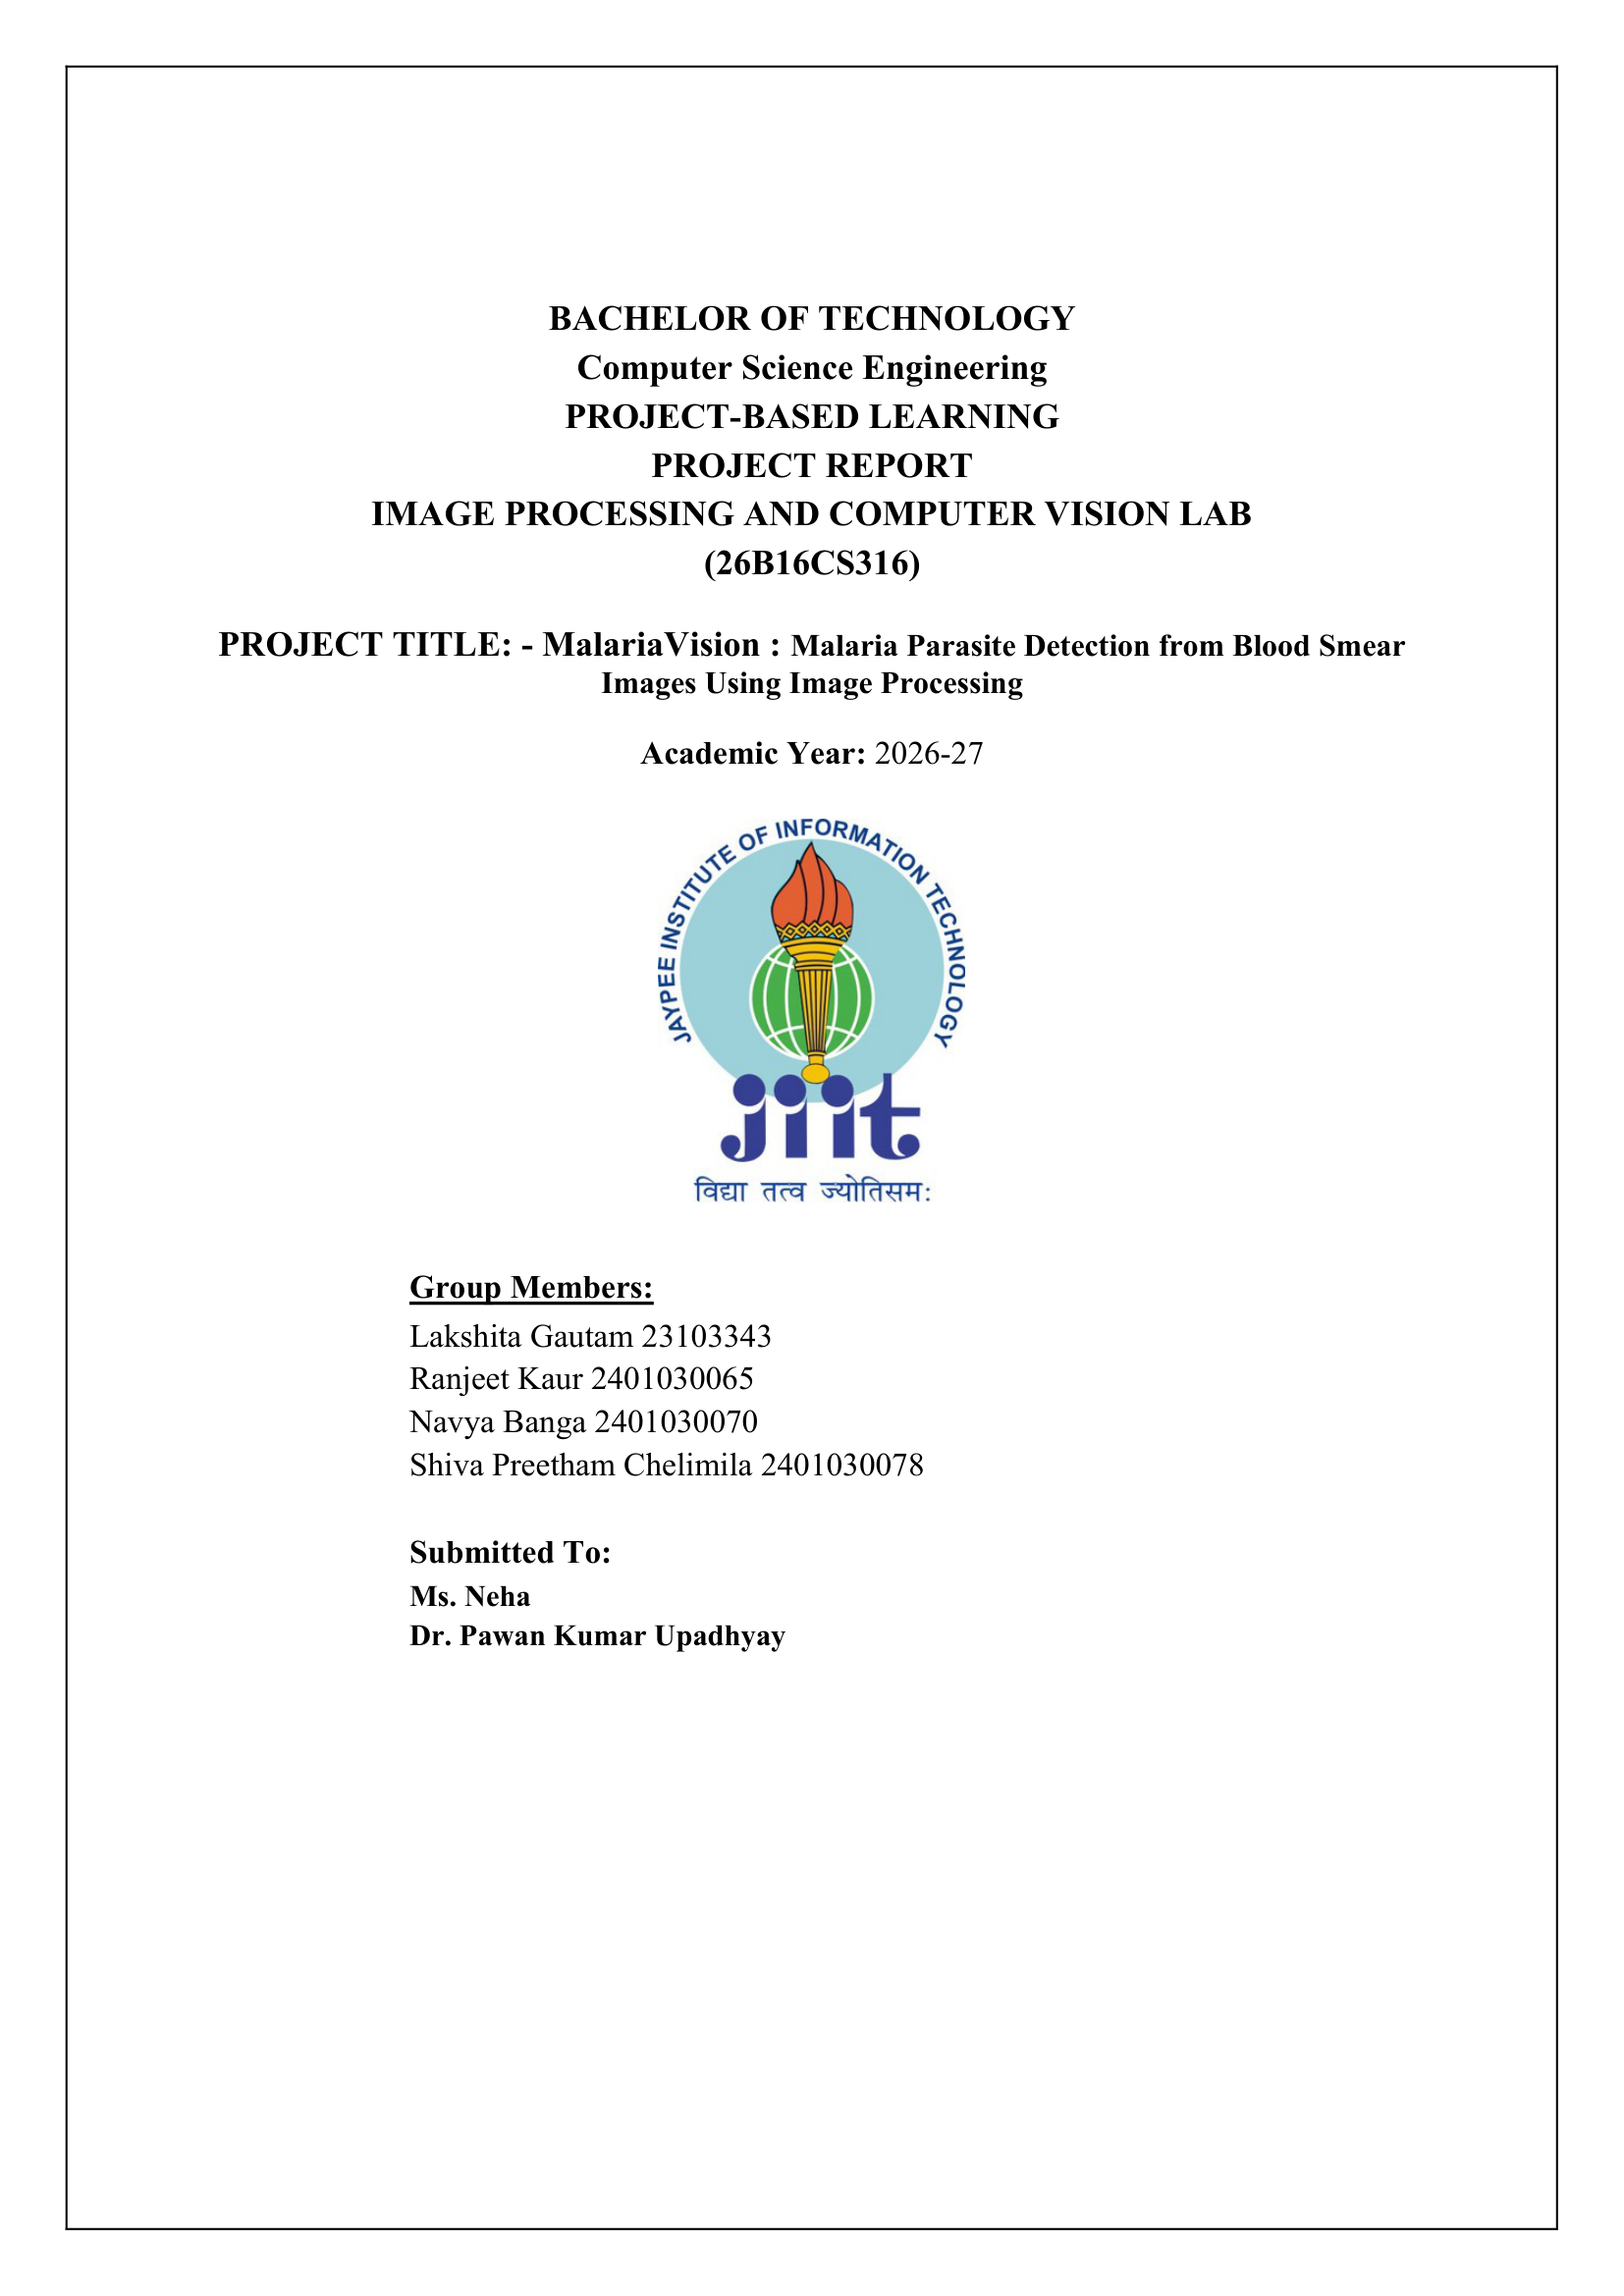 BACHELOR OF TECHNOLOGY
Computer Science Engineering
PROJECT-BASED LEARNING
PROJECT REPORT
IMAGE PROCESSING AND COMPUTER VISION LAB
(26B16CS316)
PROJECT TITLE: - MalariaVision : Malaria Parasite Detection from Blood Smear
Images Using Image Processing
Academic Year: 2026-27
JAYPEE INSTITUTE OF INFORMATION TECHNOLOGY
jiit
विद्या तत्व ज्योतिसमः
Group Members:
Lakshita Gautam 23103343
Ranjeet Kaur 2401030065
Navya Banga 2401030070
Shiva Preetham Chelimila 2401030078
Submitted To:
Ms. Neha
Dr. Pawan Kumar Upadhyay